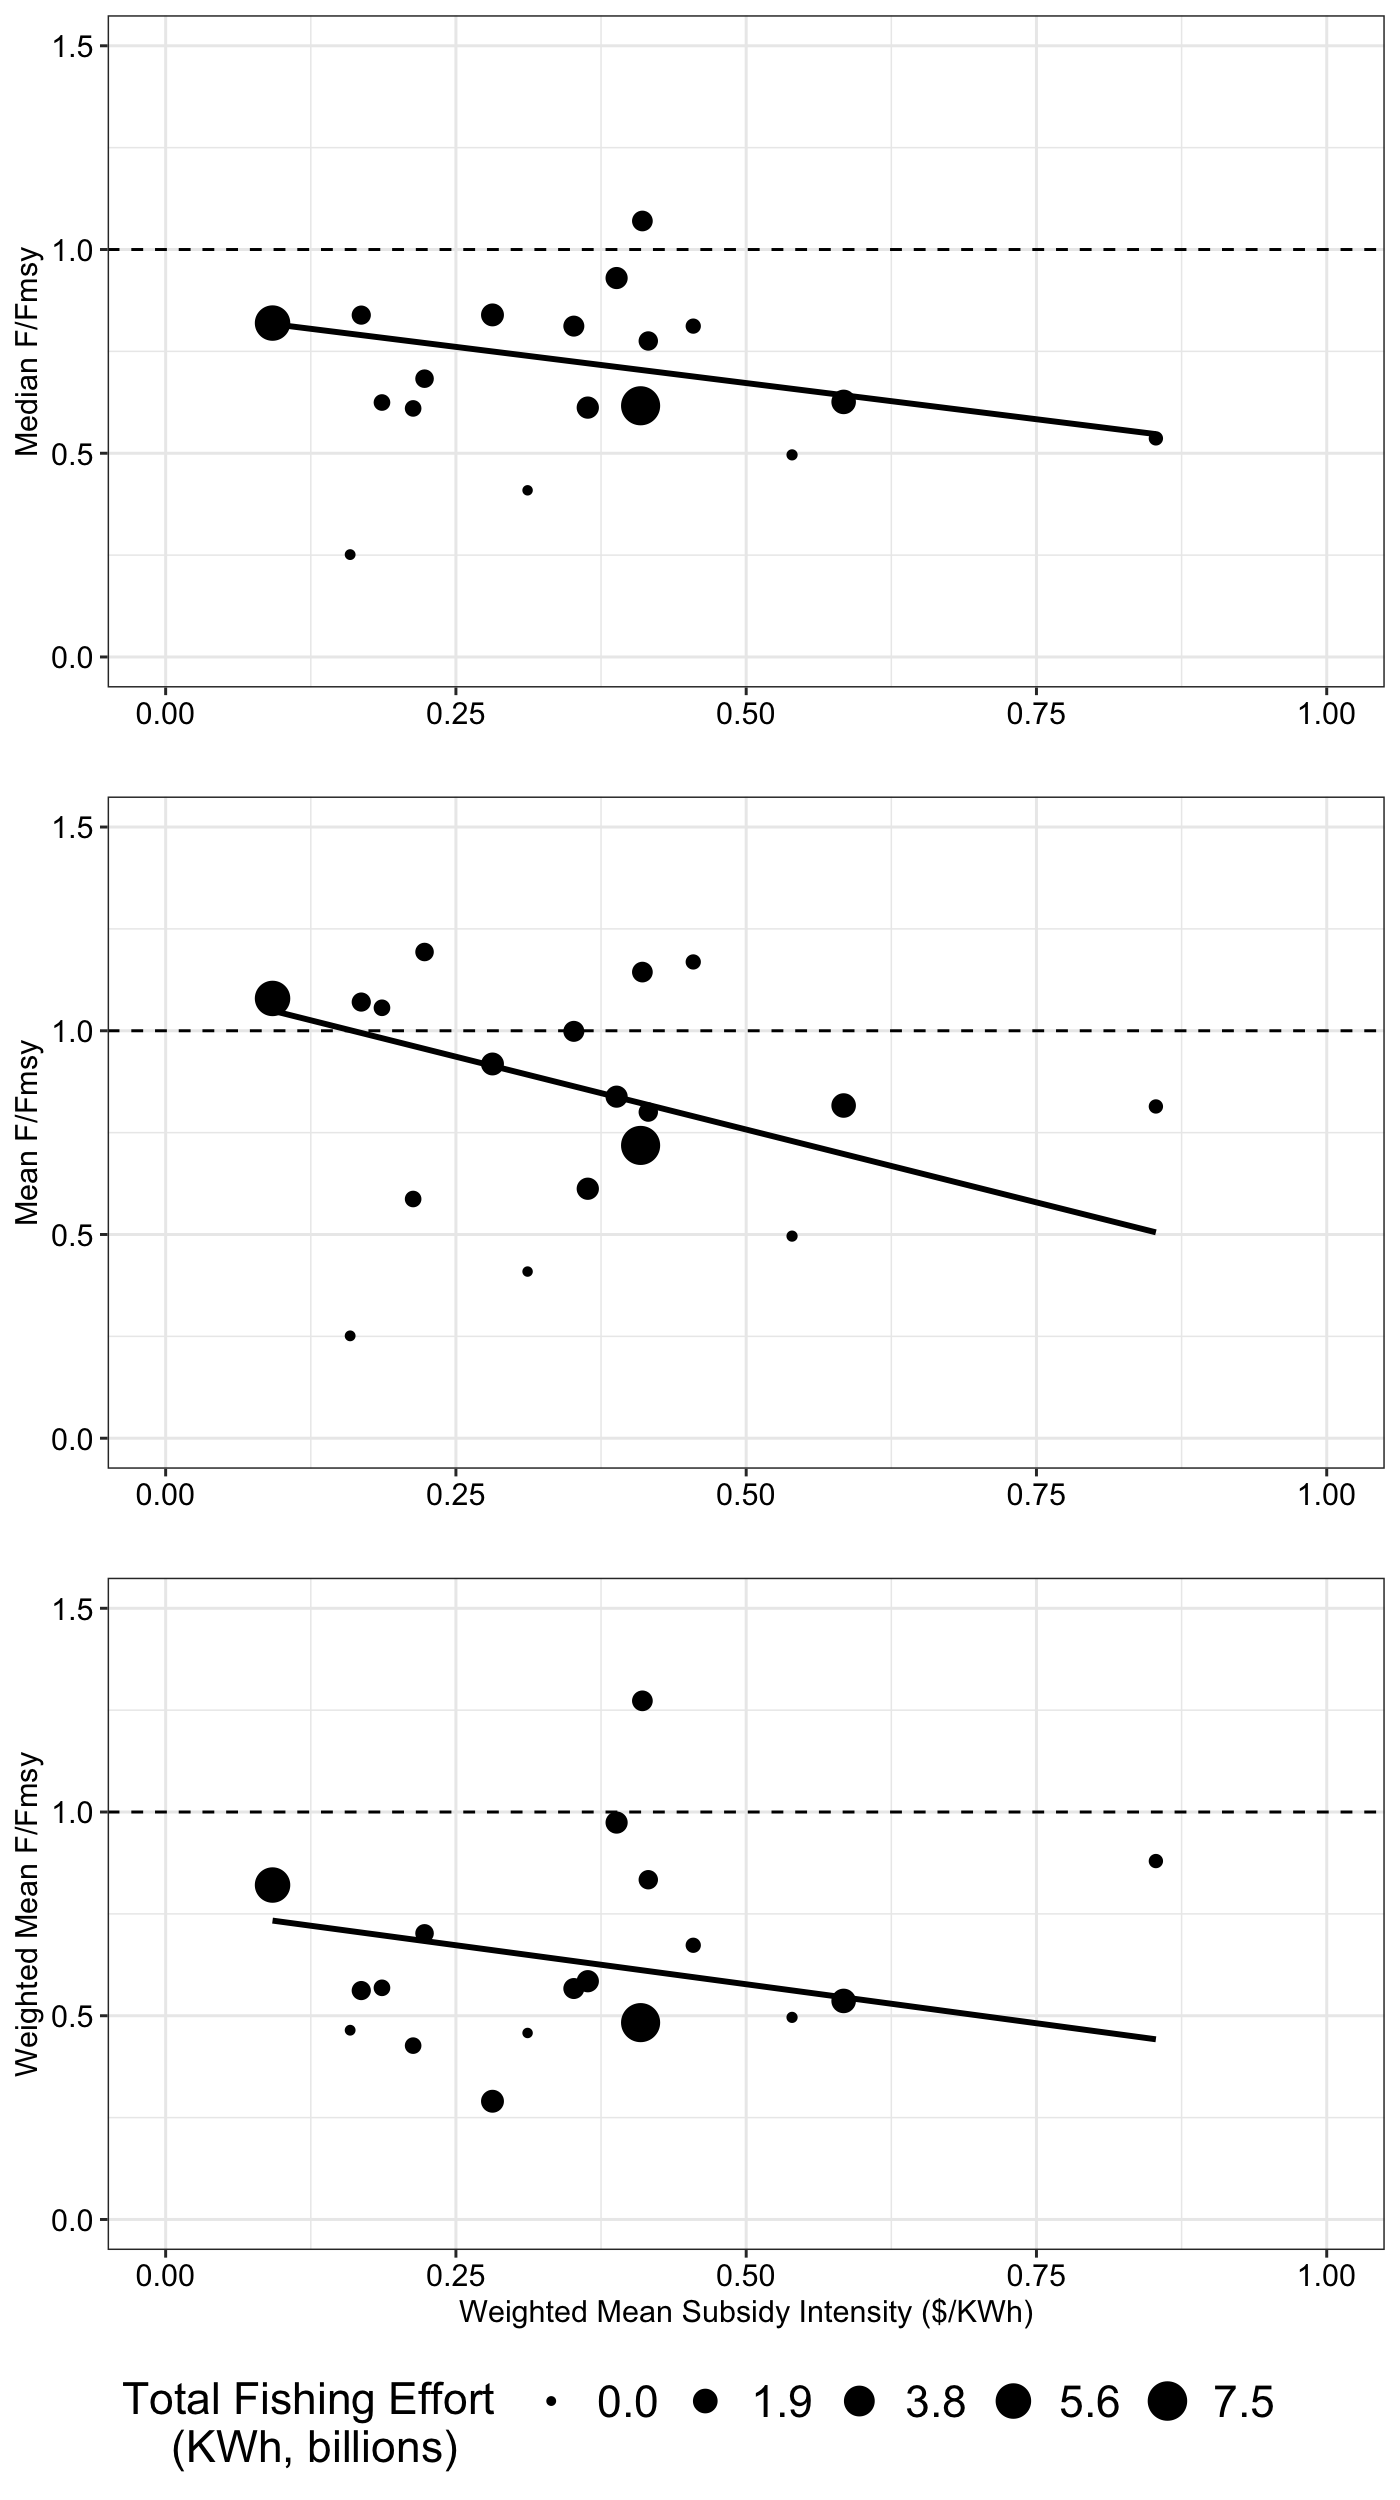 1.5
1.0
0.5
0.0
Median F/Fmsy
0.00 0.25 0.50 0.75 1.00
1.5
1.0
0.5
0.0
Mean F/Fmsy
0.00 0.25 0.50 0.75 1.00
1.5
1.0
0.5
0.0
Weighted Mean F/Fmsy
0.00 0.25 0.50 0.75 1.00
Weighted Mean Subsidy Intensity ($/KWh)
Total Fishing Effort
(KWh, billions)
0.0 1.9 3.8 5.6 7.5